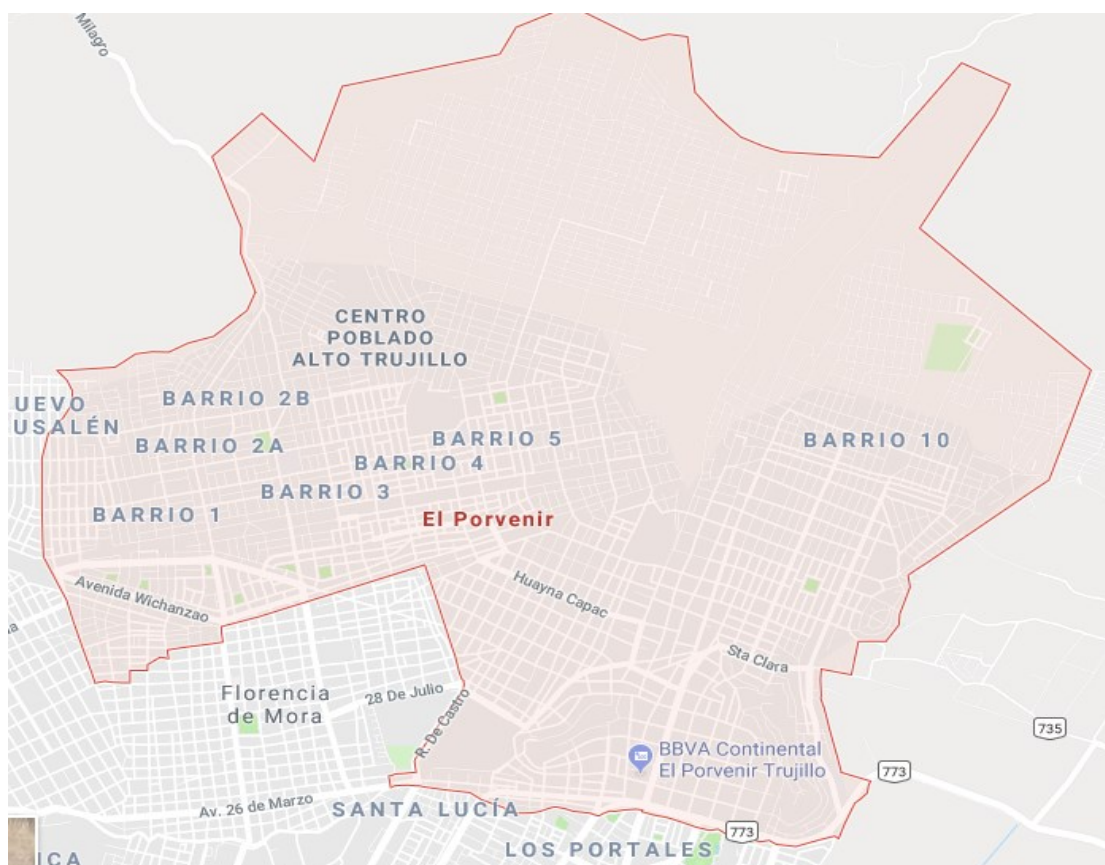 Milagro
CENTRO
POBLADO
ALTO TRUJILLO
UEVO
USALÉN
BARRIO 2B
BARRIO 2A
BARRIO 5
BARRIO 10
BARRIO 4
BARRIO 3
BARRIO 1
El Porvenir
Avenida Wichanzao
Huayna Capac
Sta Clara
Florencia
de Mora
28 De Julio
R. De Castro
735
BBVA Continental
El Porvenir Trujillo
773
Av. 26 de Marzo
SANTA LUCÍA
773
LOS PORTALES
ICA